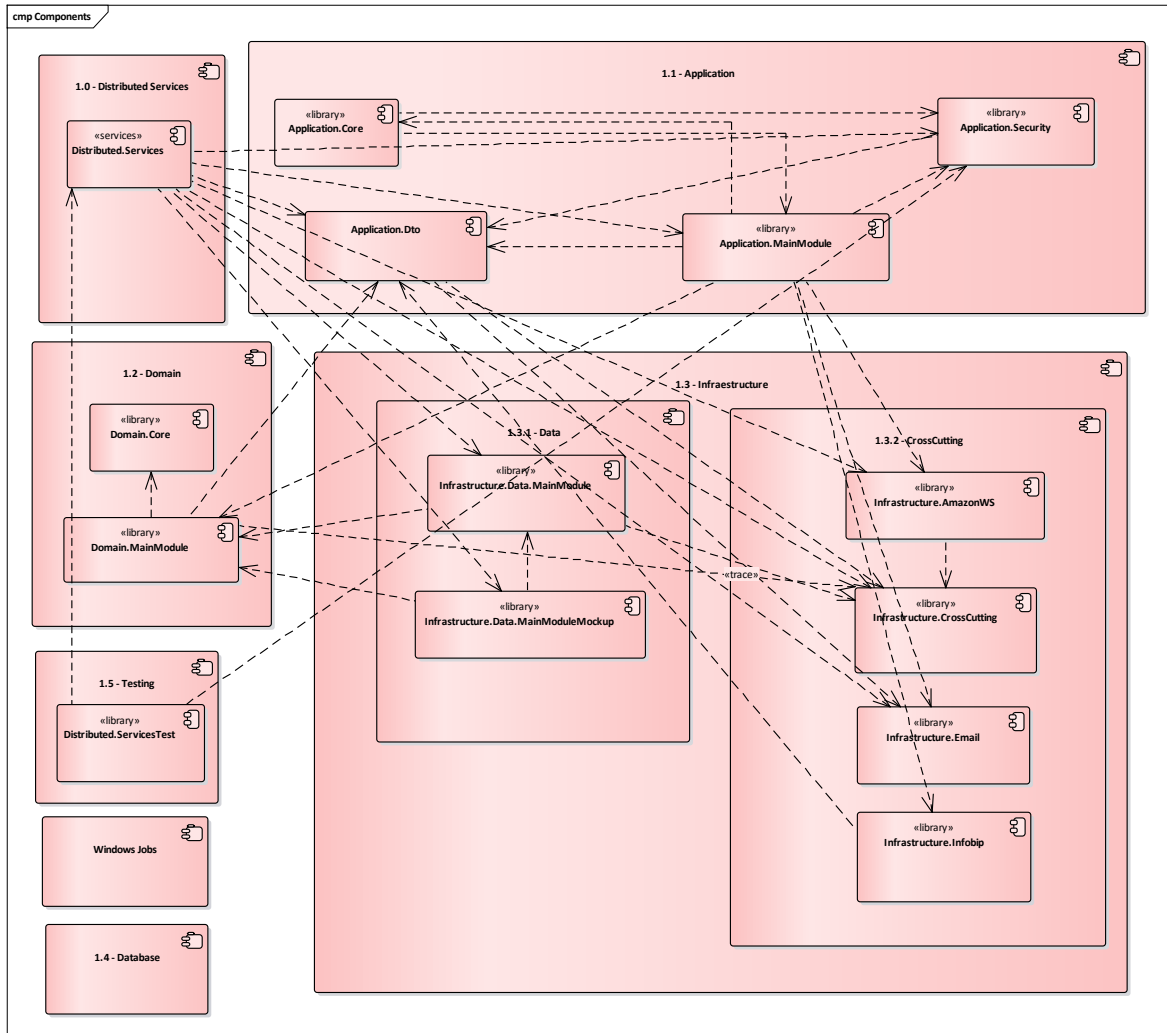 cmp Components
1.0 - Distributed Services
«services»
Distributed.Services
1.1 - Application
«library»
Application.Core
«library»
Application.Security
Application.Dto
«library»
Application.MainModule
1.2 - Domain
«library»
Domain.Core
«library»
Domain.MainModule
1.3 - Infraestructure
1.3.1 - Data
«library»
Infrastructure.Data.MainModule
«library»
Infrastructure.Data.MainModuleMockup
1.3.2 - CrossCutting
«library»
Infrastructure.AmazonWS
«trace»
«library»
Infrastructure.CrossCutting
«library»
Infrastructure.Email
«library»
Infrastructure.Infobip
1.5 - Testing
«library»
Distributed.ServicesTest
Windows Jobs
1.4 - Database